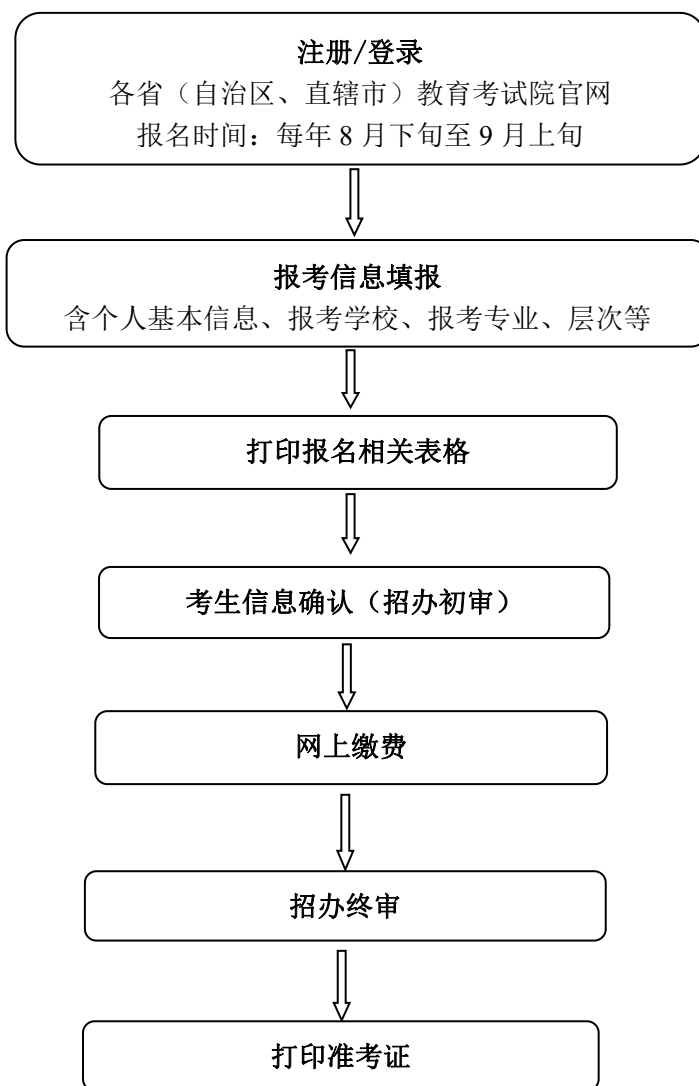 注册/登录
各省（自治区、直辖市）教育考试院官网
报名时间：每年 8 月下旬至 9 月上旬
报考信息填报
含个人基本信息、报考学校、报考专业、层次等
打印报名相关表格
考生信息确认（招办初审）
网上缴费
招办终审
打印准考证